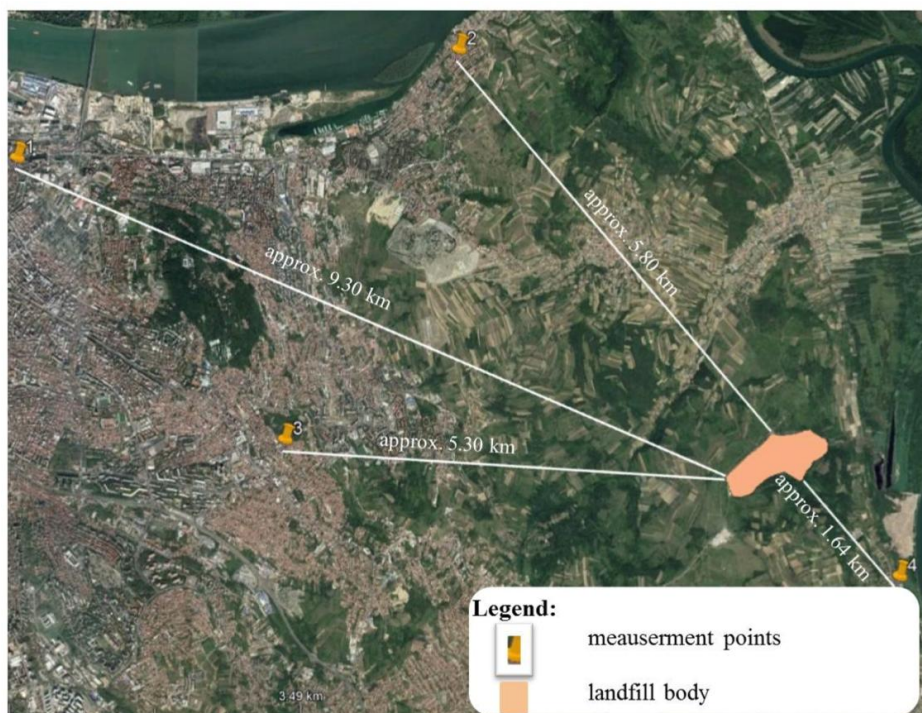 2
1
approx. 5.80 km
approx. 9.30 km
3
approx. 5.30 km
approx. 1.64 km
4
Legend:
meauserment points
landfill body
3.49 km